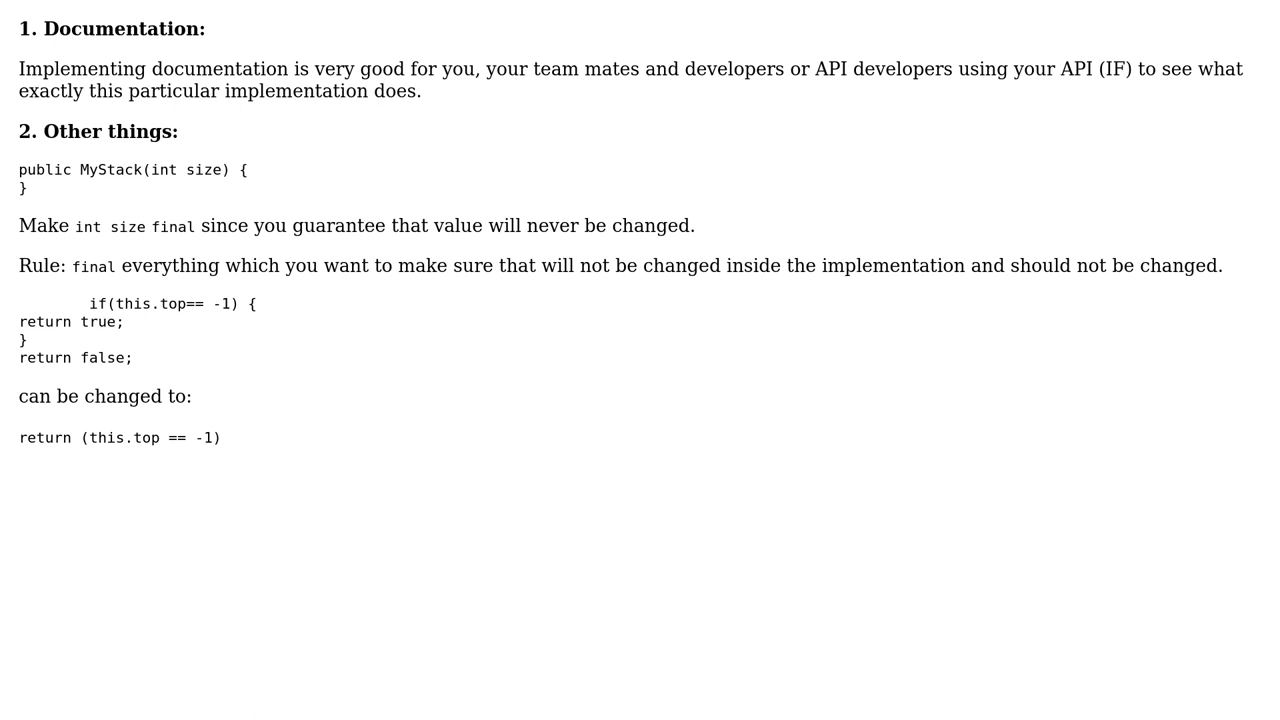 1. Documentation:
Implementing documentation is very good for you, your team mates and developers or API developers using your API (IF) to see what
exactly this particular implementation does.
2. Other things:
public MyStack(int size) {
}
Make int size final since you guarantee that value will never be changed.
Rule: final everything which you want to make sure that will not be changed inside the implementation and should not be changed.
        if(this.top== -1) {
return true;
}
return false;
can be changed to:
return (this.top == -1)